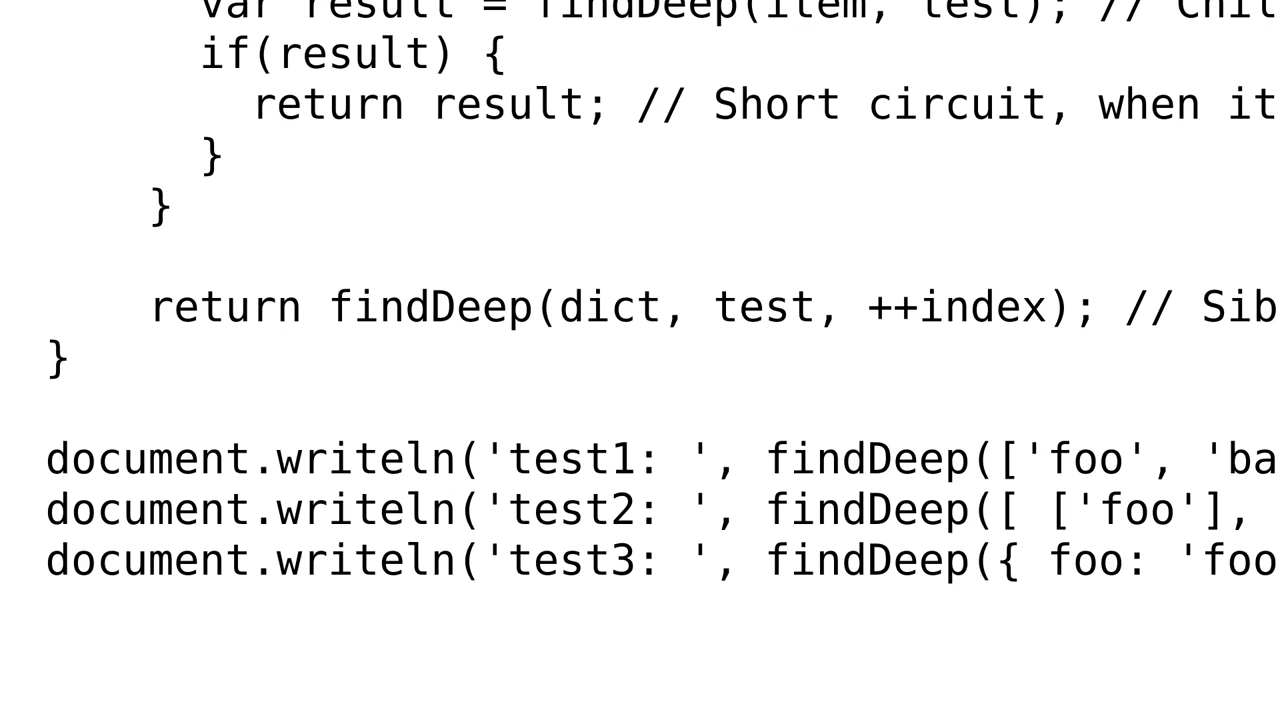 var result = findDeep(item, test); // Chil
if(result) {
return result; // Short circuit, when it
}
}
return findDeep(dict, test, ++index); // Sib
}
document.writeln('test1: ', findDeep(['foo', 'ba
document.writeln('test2: ', findDeep([ ['foo'],
document.writeln('test3: ', findDeep({ foo: 'foo